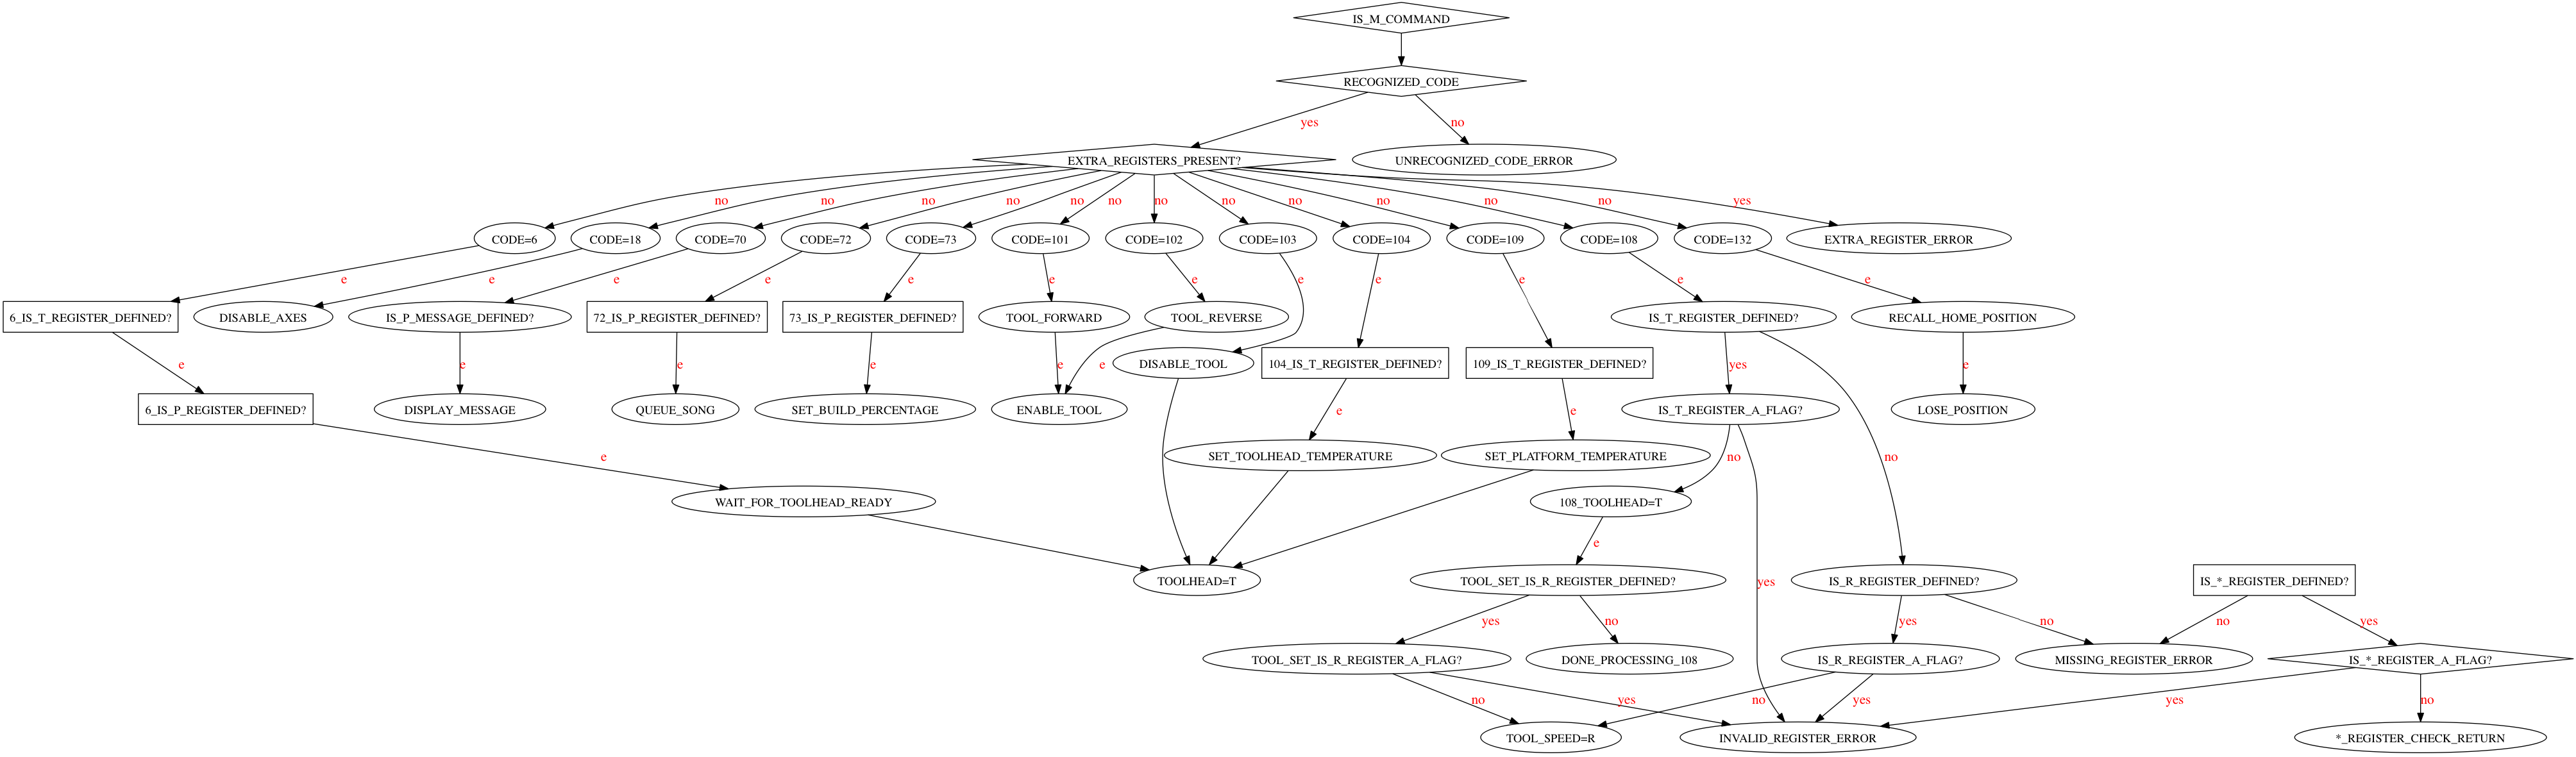 IS_M_COMMAND
RECOGNIZED_CODE
yes
no
EXTRA_REGISTERS_PRESENT?
UNRECOGNIZED_CODE_ERROR
no
no
no
no
no
no
no
no
no
no
no
no
yes
CODE=6
CODE=18
CODE=70
CODE=72
CODE=73
CODE=101
CODE=102
CODE=103
CODE=104
CODE=109
CODE=108
CODE=132
EXTRA_REGISTER_ERROR
e
e
e
e
e
e
e
e
e
e
e
e
6_IS_T_REGISTER_DEFINED?
DISABLE_AXES
IS_P_MESSAGE_DEFINED?
72_IS_P_REGISTER_DEFINED?
73_IS_P_REGISTER_DEFINED?
TOOL_FORWARD
TOOL_REVERSE
IS_T_REGISTER_DEFINED?
RECALL_HOME_POSITION
e
e
e
e
e
e
DISABLE_TOOL
104_IS_T_REGISTER_DEFINED?
109_IS_T_REGISTER_DEFINED?
yes
e
6_IS_P_REGISTER_DEFINED?
DISPLAY_MESSAGE
QUEUE_SONG
SET_BUILD_PERCENTAGE
ENABLE_TOOL
e
e
IS_T_REGISTER_A_FLAG?
LOSE_POSITION
e
SET_TOOLHEAD_TEMPERATURE
SET_PLATFORM_TEMPERATURE
no
no
WAIT_FOR_TOOLHEAD_READY
108_TOOLHEAD=T
e
TOOLHEAD=T
TOOL_SET_IS_R_REGISTER_DEFINED?
yes
IS_R_REGISTER_DEFINED?
IS_*_REGISTER_DEFINED?
yes
no
yes
no
no
yes
TOOL_SET_IS_R_REGISTER_A_FLAG?
DONE_PROCESSING_108
IS_R_REGISTER_A_FLAG?
MISSING_REGISTER_ERROR
IS_*_REGISTER_A_FLAG?
no
yes
no
yes
yes
no
TOOL_SPEED=R
INVALID_REGISTER_ERROR
*_REGISTER_CHECK_RETURN